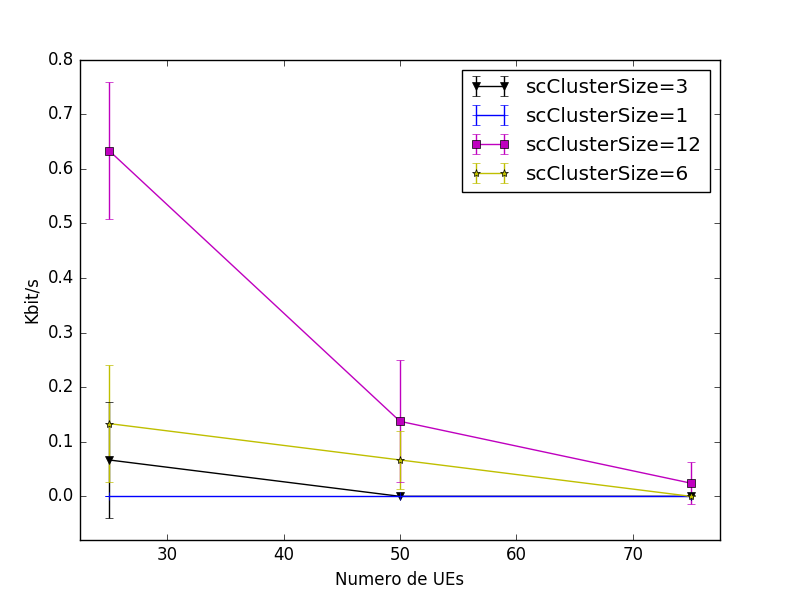 0.8
0.7
0.6
0.5
0.4
0.3
0.2
0.1
0.0
Kbit/s
30 40 50 60 70
Numero de UEs
scClusterSize=3
scClusterSize=1
scClusterSize=12
scClusterSize=6